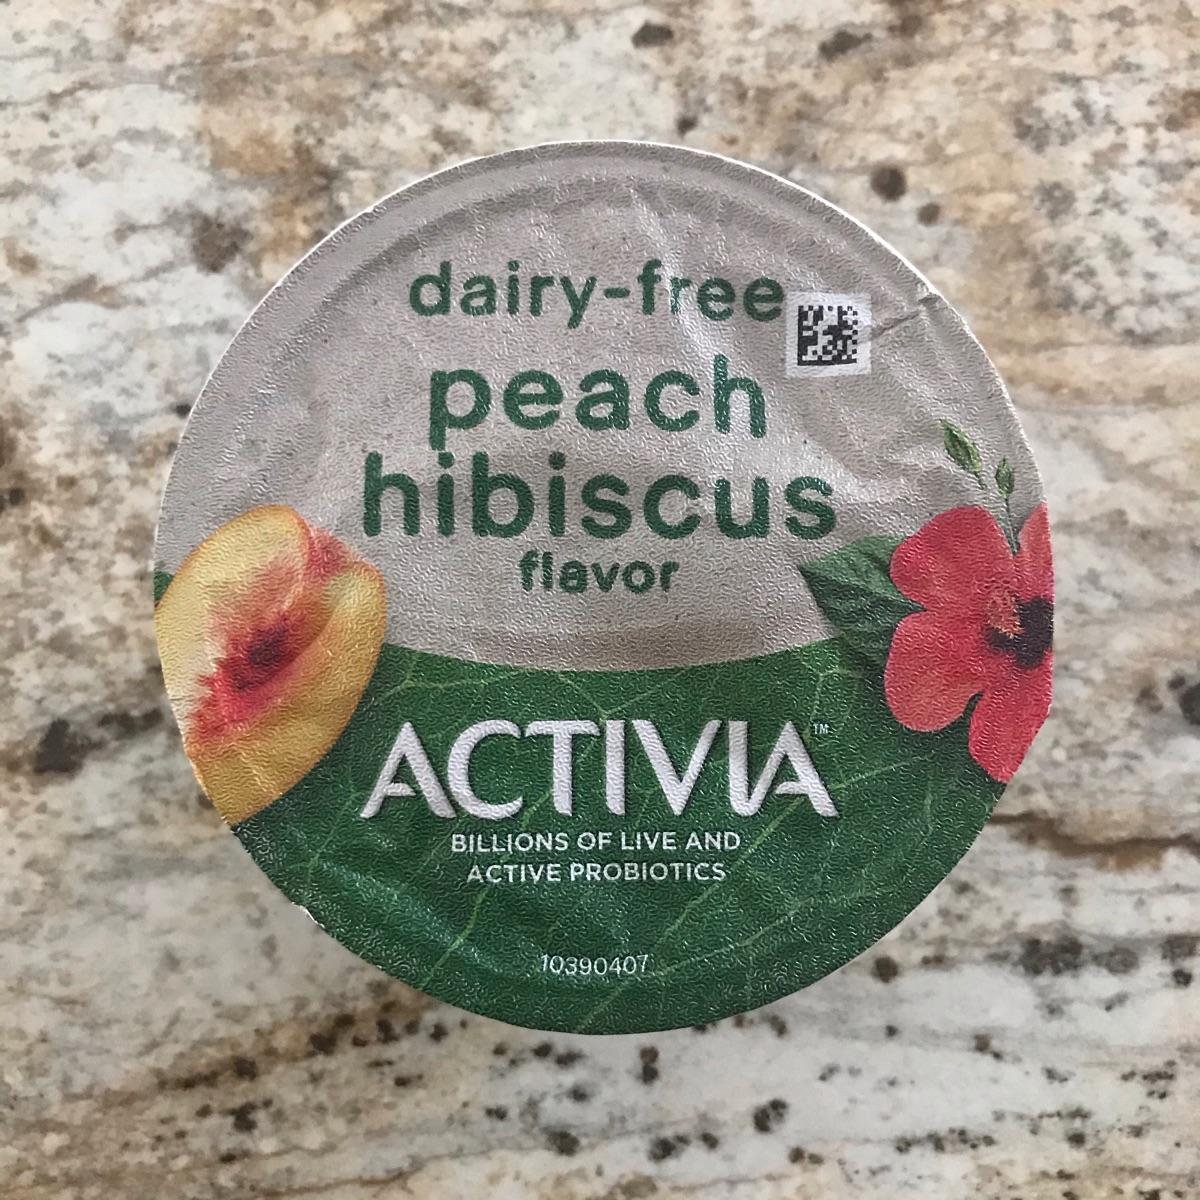 dairy-free
peach
hibiscus
flavor
ACTIVIA™
BILLIONS OF LIVE AND
ACTIVE PROBIOTICS
10390407